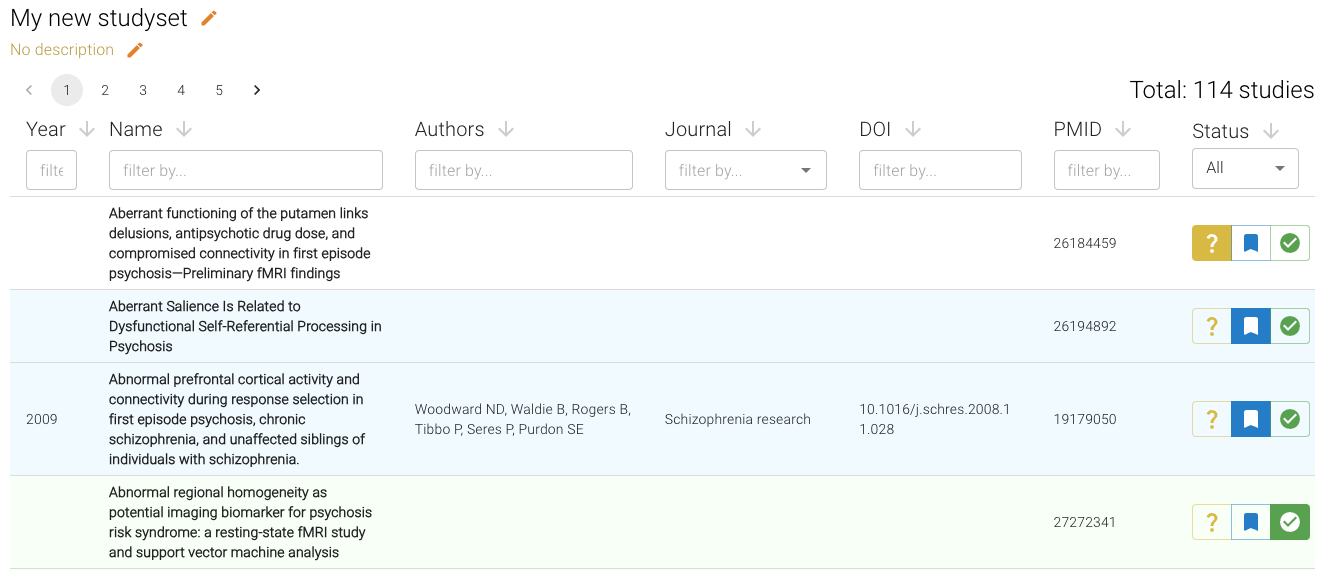 My new studyset
No description
1 2 3 4 5
Total: 114 studies
Year Name Authors Journal DOI PMID Status
filte filter by... filter by... filter by... filter by... filter by... All
Aberrant functioning of the putamen links
delusions, antipsychotic drug dose, and
compromised connectivity in first episode
psychosis—Preliminary fMRI findings
26184459
?
Aberrant Salience Is Related to
Dysfunctional Self-Referential Processing in
Psychosis
26194892
?
2009
Abnormal prefrontal cortical activity and
connectivity during response selection in
first episode psychosis, chronic
schizophrenia, and unaffected siblings of
individuals with schizophrenia.
Woodward ND, Waldie B, Rogers B,
Tibbo P, Seres P, Purdon SE
Schizophrenia research
10.1016/j.schres.2008.1
1.028
19179050
?
Abnormal regional homogeneity as
potential imaging biomarker for psychosis
risk syndrome: a resting-state fMRI study
and support vector machine analysis
27272341
?